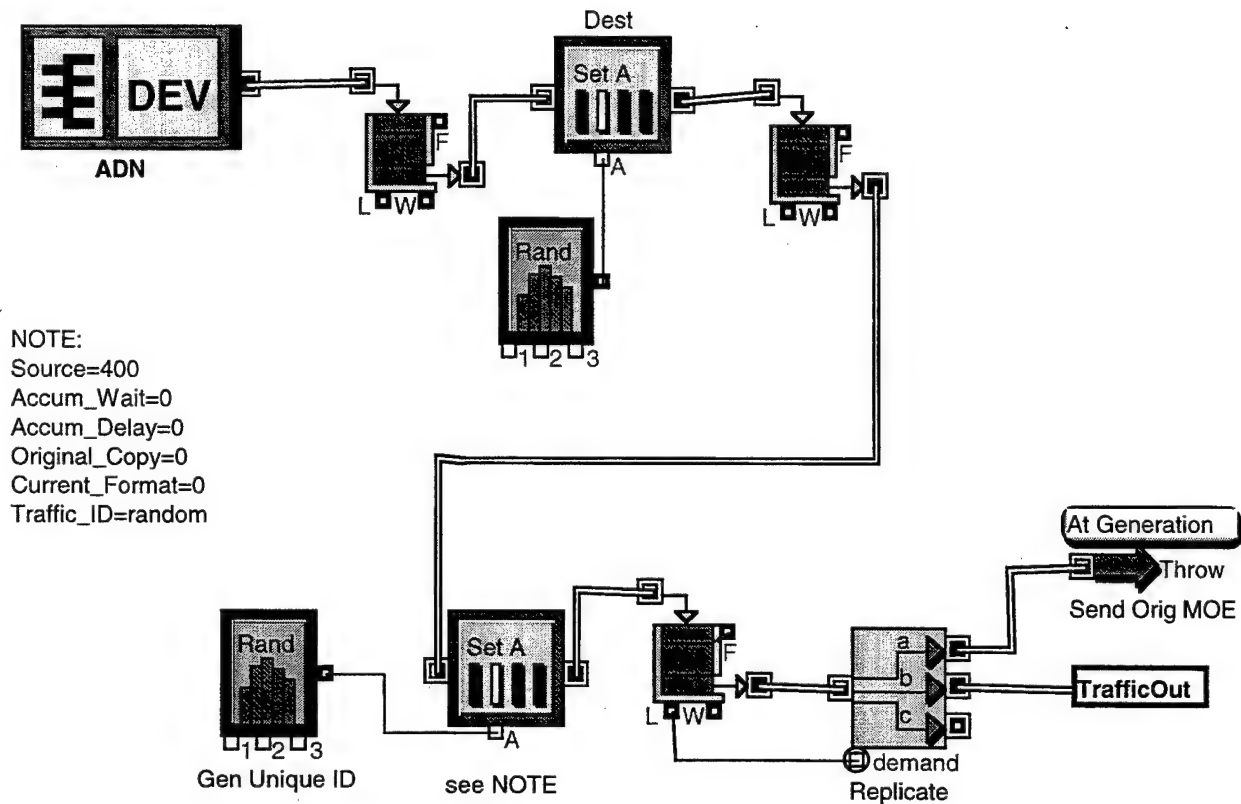 Dest
DEV
ADN
Set A
A
F
L W
F
L W
Rand
1 2 3
NOTE:
Source=400
Accum_Wait=0
Accum_Delay=0
Original_Copy=0
Current_Format=0
Traffic_ID=random
At Generation
Throw
Send Orig MOE
Rand
1 2 3
Gen Unique ID
Set A
A
see NOTE
F
L W
a
b
c
demand
Replicate
TrafficOut